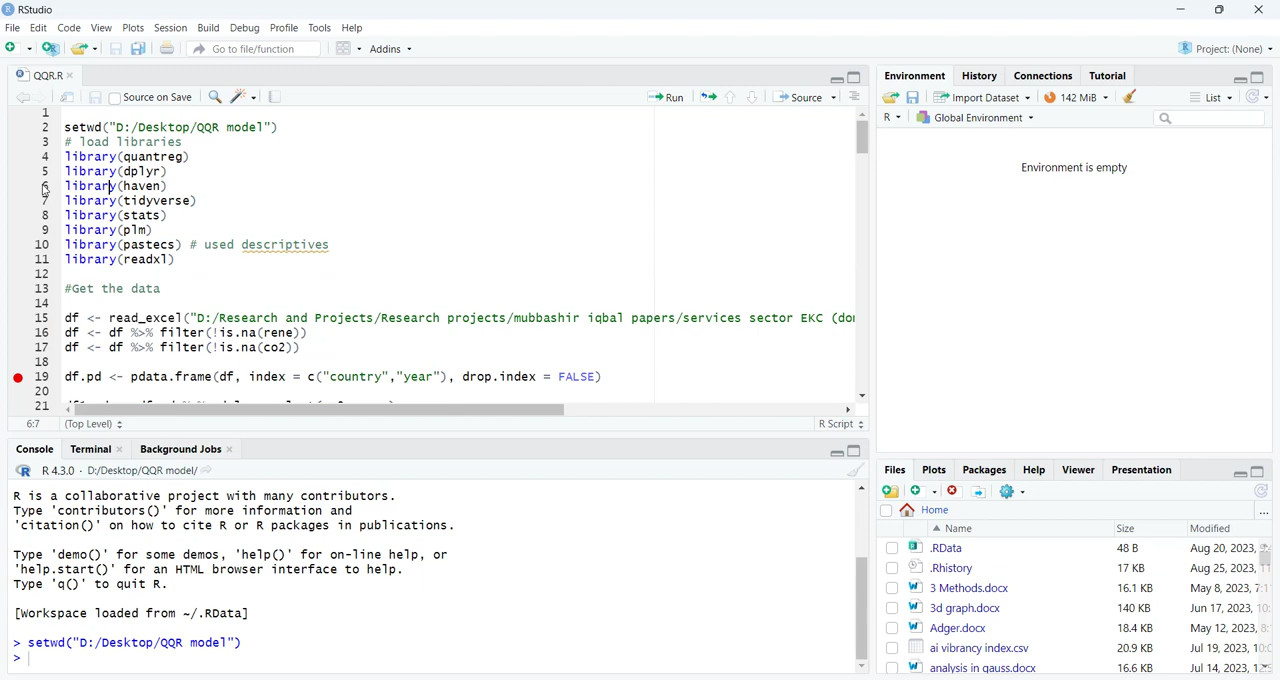 RStudio
File Edit Code View Plots Session Build Debug Profile Tools Help
Go to file/function Addins Project: (None)
QQR.R
Source on Save Run Source
1
2 setwd("D:/Desktop/QQR model")
3 # load libraries
4 library(quantreg)
5 library(dplyr)
6 library(haven)
7 library(tidyverse)
8 library(stats)
9 library(plm)
10 library(pastecs) # used descriptives
11 library(readxl)
12
13 #Get the data
14
15 df <- read_excel("D:/Research and Projects/Research projects/mubbashir iqbal papers/services sector EKC (do
16 df <- df %>% filter(!is.na(rene))
17 df <- df %>% filter(!is.na(co2))
18
19 df.pd <- pdata.frame(df, index = c("country","year"), drop.index = FALSE)
20
21
6:7 (Top Level) R Script
Console Terminal Background Jobs
R 4.3.0 · D:/Desktop/QQR model/
R is a collaborative project with many contributors.
Type 'contributors()' for more information and
'citation()' on how to cite R or R packages in publications.
Type 'demo()' for some demos, 'help()' for on-line help, or
'help.start()' for an HTML browser interface to help.
Type 'q()' to quit R.
[Workspace loaded from ~/.RData]
> setwd("D:/Desktop/QQR model")
>
Environment History Connections Tutorial
Import Dataset 142 MiB List
R Global Environment
Environment is empty
Files Plots Packages Help Viewer Presentation
Home ...
Name Size Modified
.RData 48 B Aug 20, 2023,
.Rhistory 17 KB Aug 25, 2023,
3 Methods.docx 16.1 KB May 8, 2023,
3d graph.docx 140 KB Jun 17, 2023,
Adger.docx 18.4 KB May 12, 2023,
ai vibrancy index.csv 20.9 KB Jul 19, 2023,
analysis in gauss.docx 16.6 KB Jul 14, 2023,